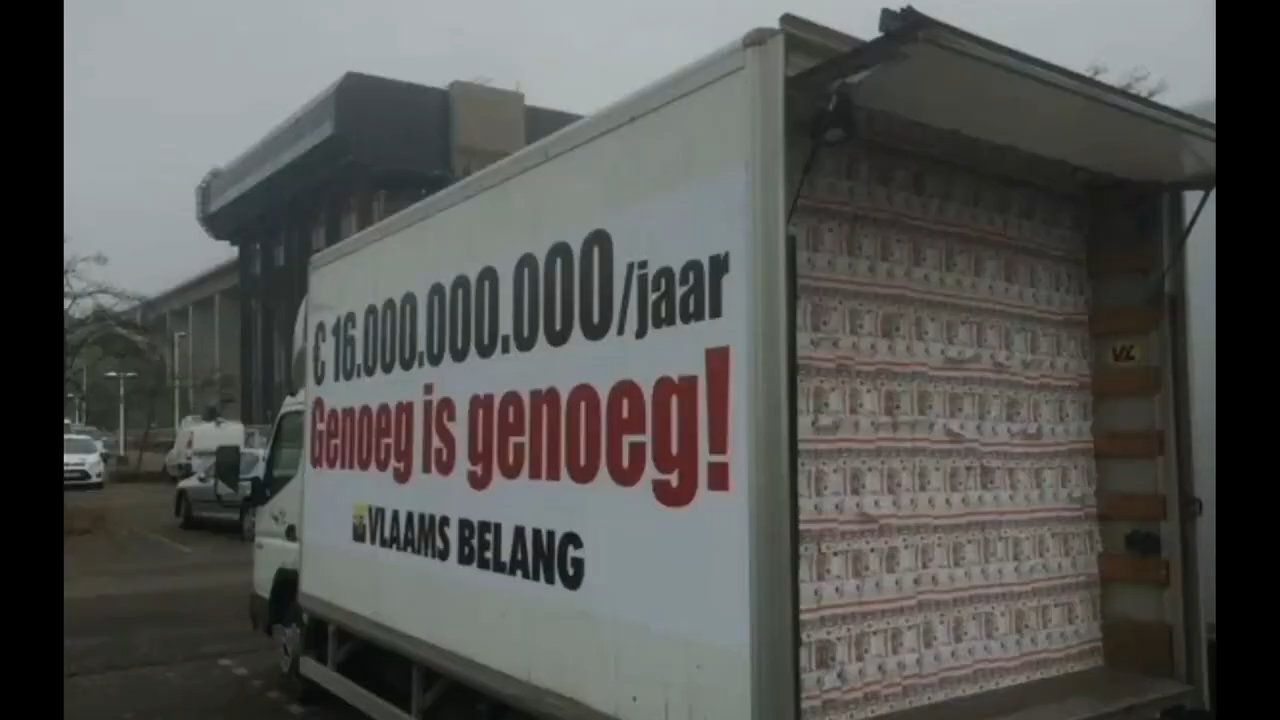 € 16.000.000.000/jaar
Genoeg is genoeg!
VLAAMS BELANG